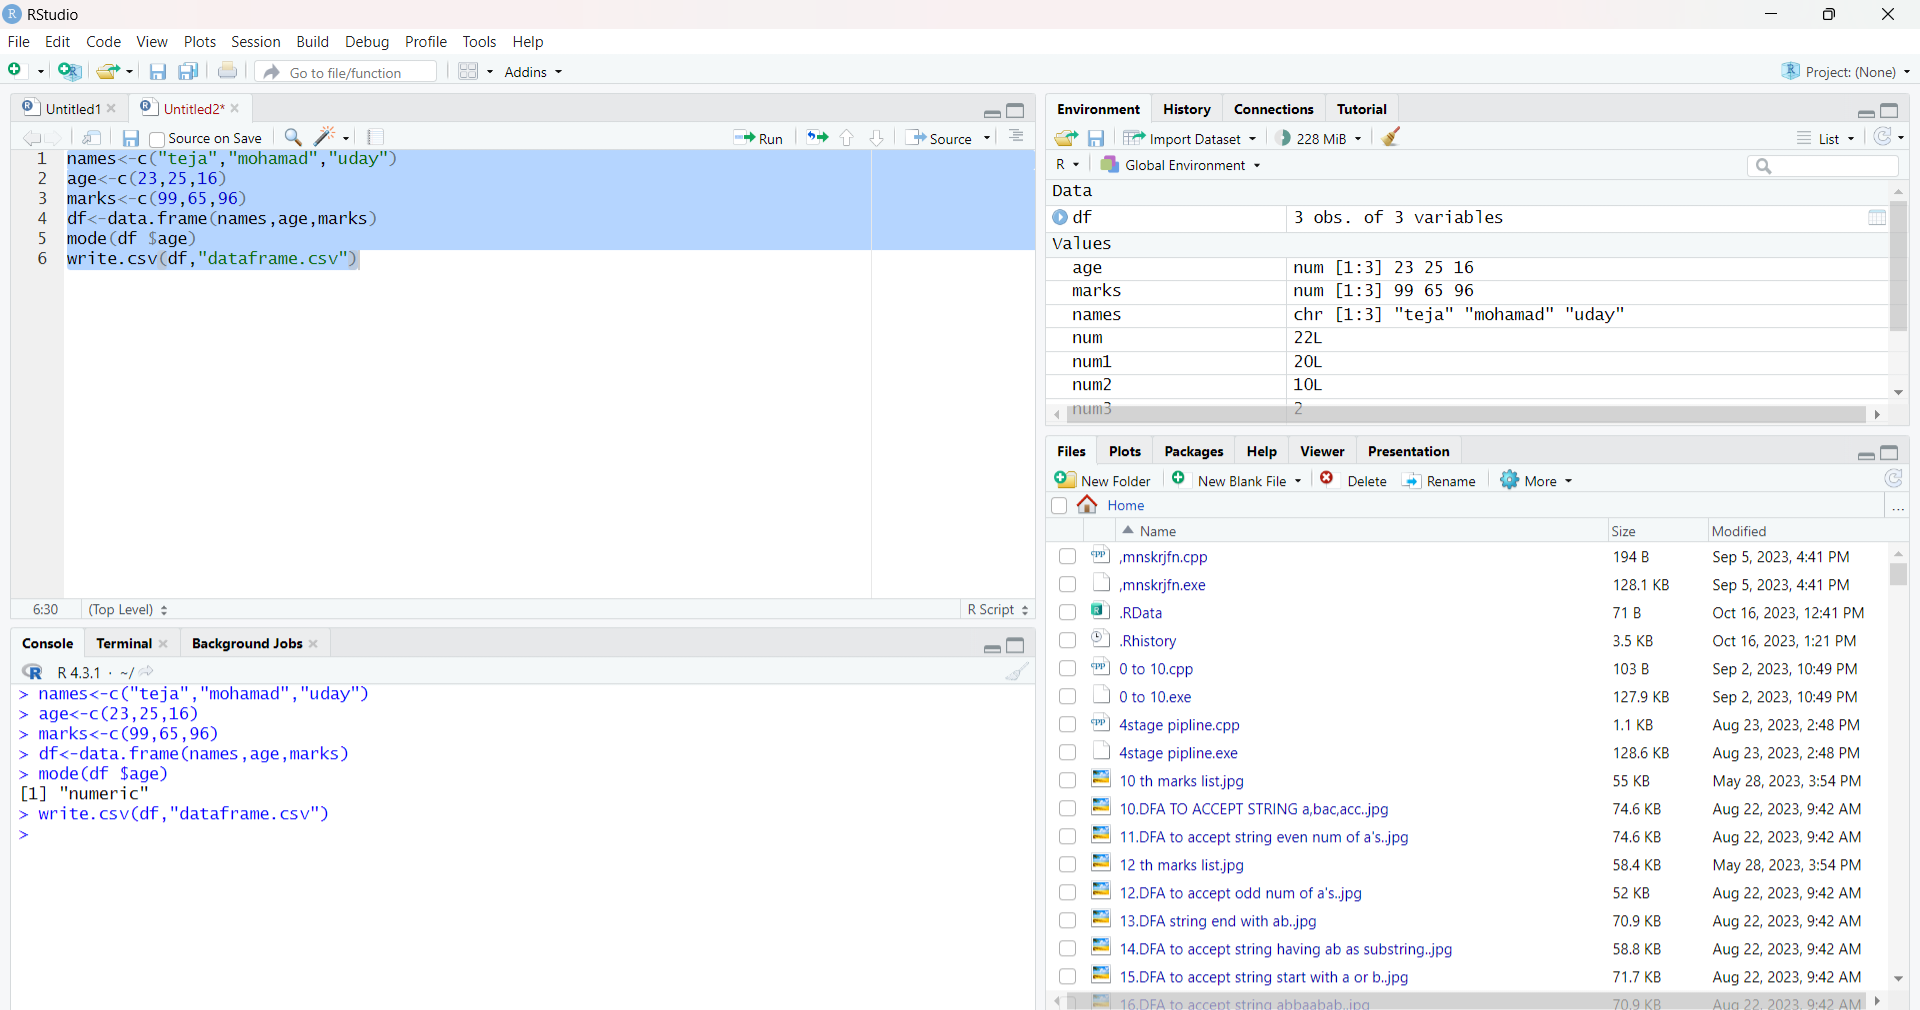 RStudio
File Edit Code View Plots Session Build Debug Profile Tools Help
Go to file/function Addins Project: (None)
Untitled1 Untitled2*
Source on Save Run Source
1 names<-c("teja","mohamad","uday")
2 age<-c(23,25,16)
3 marks<-c(99,65,96)
4 df<-data.frame(names,age,marks)
5 mode(df $age)
6 write.csv(df,"dataframe.csv")
6:30 (Top Level) R Script
Console Terminal Background Jobs
R 4.3.1 · ~/
> names<-c("teja","mohamad","uday")
> age<-c(23,25,16)
> marks<-c(99,65,96)
> df<-data.frame(names,age,marks)
> mode(df $age)
[1] "numeric"
> write.csv(df,"dataframe.csv")
>
Environment History Connections Tutorial
Import Dataset 228 MiB List
R Global Environment
Data
df 3 obs. of 3 variables
Values
age num [1:3] 23 25 16
marks num [1:3] 99 65 96
names chr [1:3] "teja" "mohamad" "uday"
num 22L
num1 20L
num2 10L
num3 2
Files Plots Packages Help Viewer Presentation
New Folder New Blank File Delete Rename More
Home ...
Name Size Modified
,mnskrjfn.cpp 194 B Sep 5, 2023, 4:41 PM
,mnskrjfn.exe 128.1 KB Sep 5, 2023, 4:41 PM
.RData 71 B Oct 16, 2023, 12:41 PM
.Rhistory 3.5 KB Oct 16, 2023, 1:21 PM
0 to 10.cpp 103 B Sep 2, 2023, 10:49 PM
0 to 10.exe 127.9 KB Sep 2, 2023, 10:49 PM
4stage pipline.cpp 1.1 KB Aug 23, 2023, 2:48 PM
4stage pipline.exe 128.6 KB Aug 23, 2023, 2:48 PM
10 th marks list.jpg 55 KB May 28, 2023, 3:54 PM
10.DFA TO ACCEPT STRING a,bac,acc..jpg 74.6 KB Aug 22, 2023, 9:42 AM
11.DFA to accept string even num of a's..jpg 74.6 KB Aug 22, 2023, 9:42 AM
12 th marks list.jpg 58.4 KB May 28, 2023, 3:54 PM
12.DFA to accept odd num of a's..jpg 52 KB Aug 22, 2023, 9:42 AM
13.DFA string end with ab..jpg 70.9 KB Aug 22, 2023, 9:42 AM
14.DFA to accept string having ab as substring..jpg 58.8 KB Aug 22, 2023, 9:42 AM
15.DFA to accept string start with a or b..jpg 71.7 KB Aug 22, 2023, 9:42 AM
16.DFA to accept string abbaabab..jpg 70.9 KB Aug 22, 2023, 9:42 AM